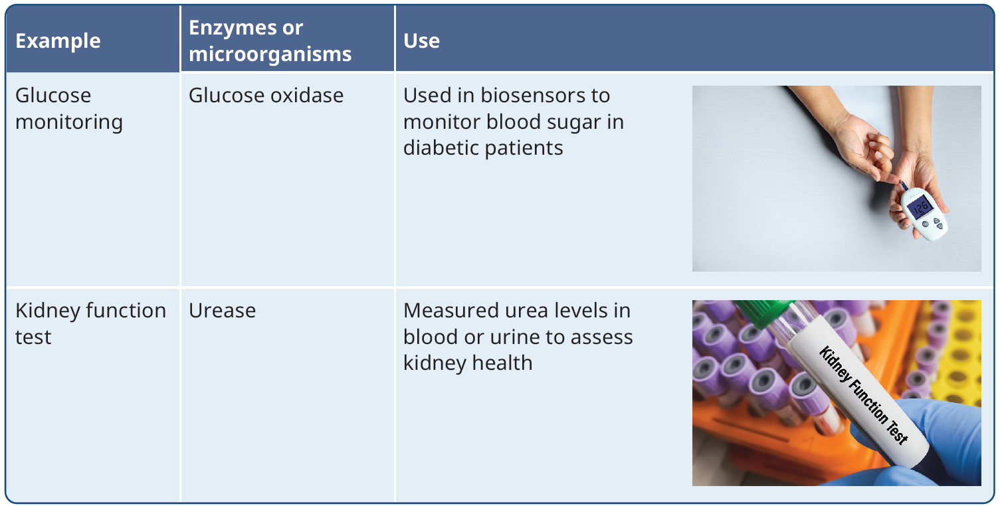 Example
Enzymes or
microorganisms
Use
Glucose
monitoring
Glucose oxidase
Used in biosensors to
monitor blood sugar in
diabetic patients
126
Kidney function
test
Urease
Measured urea levels in
blood or urine to assess
kidney health
Kidney Function Test